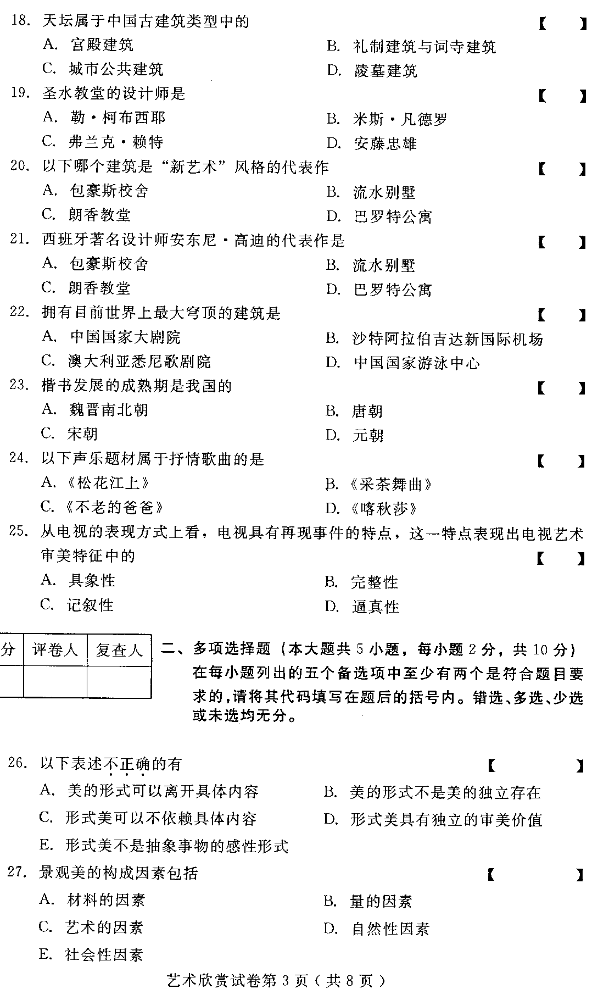 18. 天坛属于中国古建筑类型中的 【 】
A. 宫殿建筑 B. 礼制建筑与词寺建筑
C. 城市公共建筑 D. 陵墓建筑
19. 圣水教堂的设计师是 【 】
A. 勒·柯布西耶 B. 米斯·凡德罗
C. 弗兰克·赖特 D. 安藤忠雄
20. 以下哪个建筑是“新艺术”风格的代表作 【 】
A. 包豪斯校舍 B. 流水别墅
C. 朗香教堂 D. 巴罗特公寓
21. 西班牙著名设计师安东尼·高迪的代表作是 【 】
A. 包豪斯校舍 B. 流水别墅
C. 朗香教堂 D. 巴罗特公寓
22. 拥有目前世界上最大穹顶的建筑是 【 】
A. 中国国家大剧院 B. 沙特阿拉伯吉达新国际机场
C. 澳大利亚悉尼歌剧院 D. 中国国家游泳中心
23. 楷书发展的成熟期是我国的 【 】
A. 魏晋南北朝 B. 唐朝
C. 宋朝 D. 元朝
24. 以下声乐题材属于抒情歌曲的是 【 】
A.《松花江上》 B.《采茶舞曲》
C.《不老的爸爸》 D.《喀秋莎》
25. 从电视的表现方式上看，电视具有再现事件的特点，这一特点表现出电视艺术
审美特征中的 【 】
A. 具象性 B. 完整性
C. 记叙性 D. 逼真性
分 评卷人 复查人 二、多项选择题（本大题共 5 小题，每小题 2 分，共 10 分）
在每小题列出的五个备选项中至少有两个是符合题目要
求的,请将其代码填写在题后的括号内。错选、多选、少选
或未选均无分。
26. 以下表述不正确的有 【 】
A. 美的形式可以离开具体内容 B. 美的形式不是美的独立存在
C. 形式美可以不依赖具体内容 D. 形式美具有独立的审美价值
E. 形式美不是抽象事物的感性形式
27. 景观美的构成因素包括 【 】
A. 材料的因素 B. 量的因素
C. 艺术的因素 D. 自然性因素
E. 社会性因素
艺术欣赏试卷第 3 页（共 8 页）